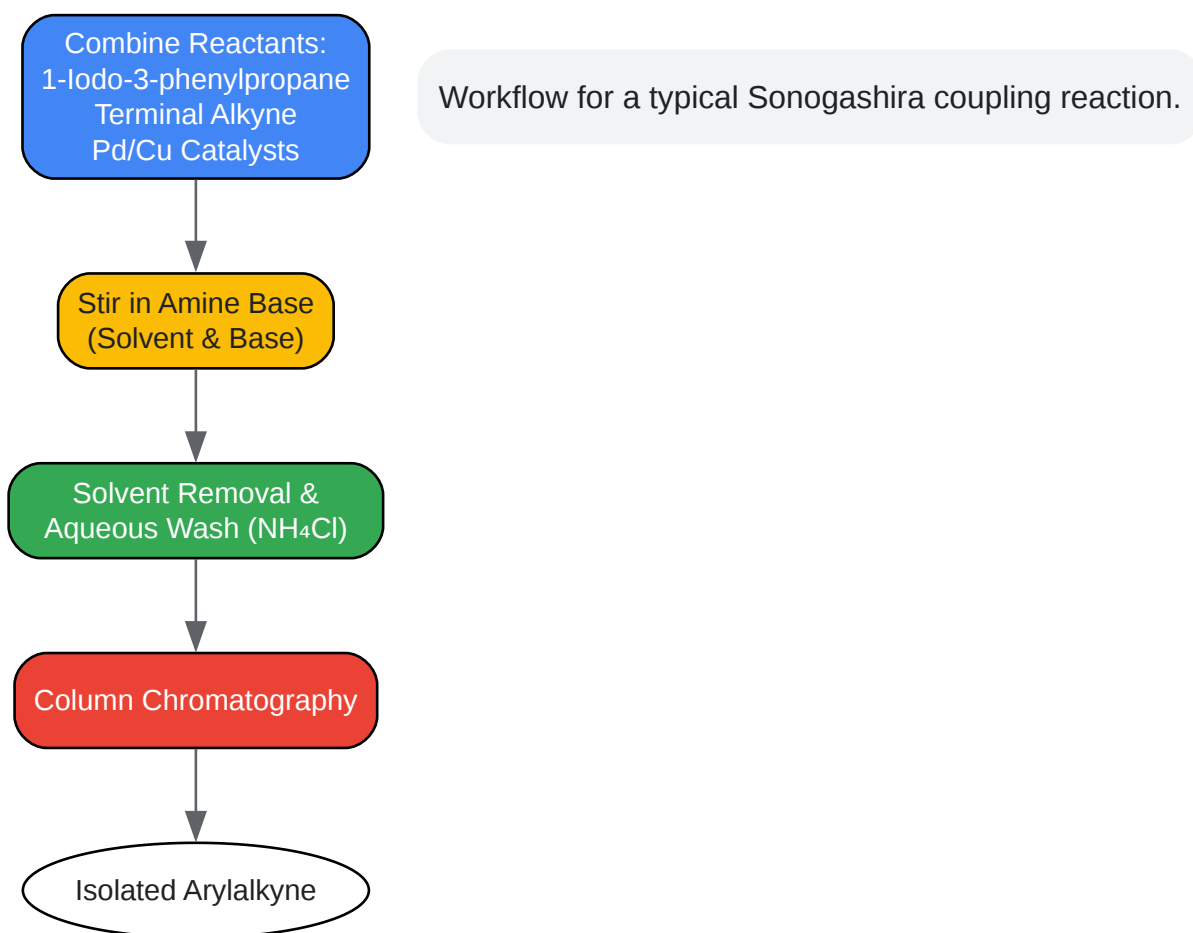 Combine Reactants:
1-Iodo-3-phenylpropane
Terminal Alkyne
Pd/Cu Catalysts
Workflow for a typical Sonogashira coupling reaction.
Stir in Amine Base
(Solvent & Base)
Solvent Removal &
Aqueous Wash (NH₄Cl)
Column Chromatography
Isolated Arylalkyne